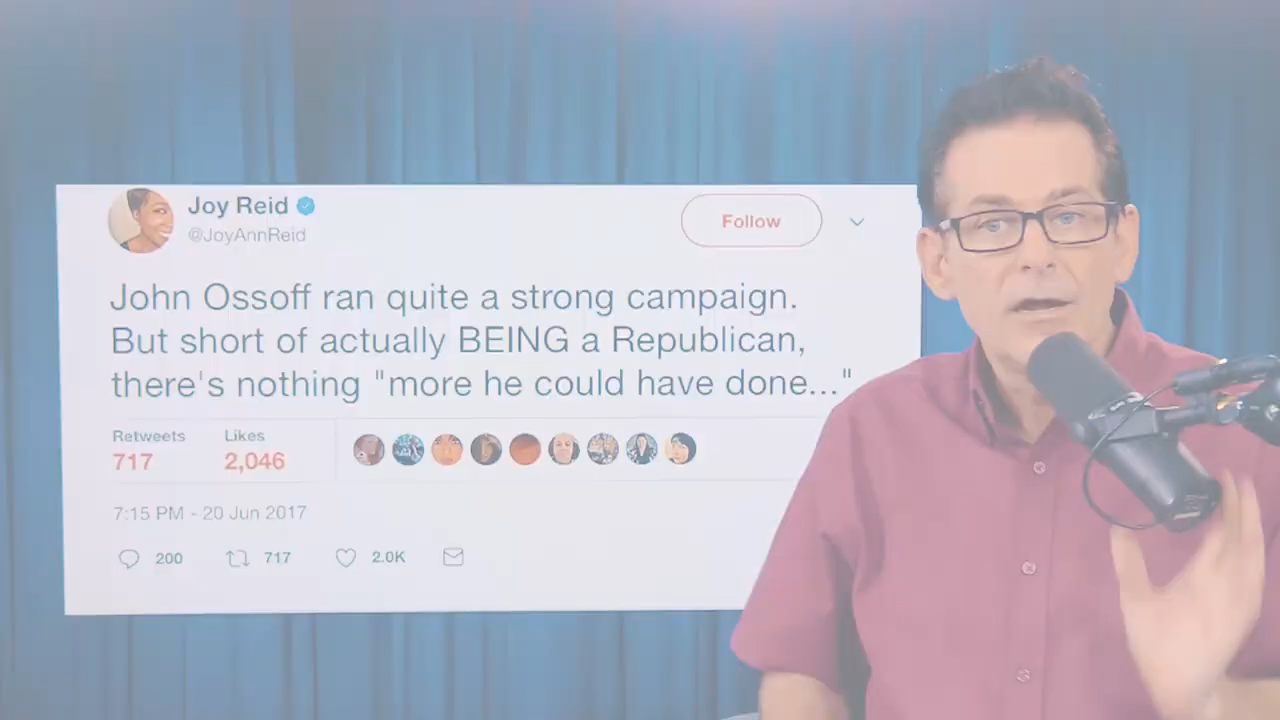 Joy Reid
@JoyAnnReid
Follow
John Ossoff ran quite a strong campaign.
But short of actually BEING a Republican,
there's nothing "more he could have done..."
Retweets Likes
717 2,046
7:15 PM - 20 Jun 2017
200 717 2.0K